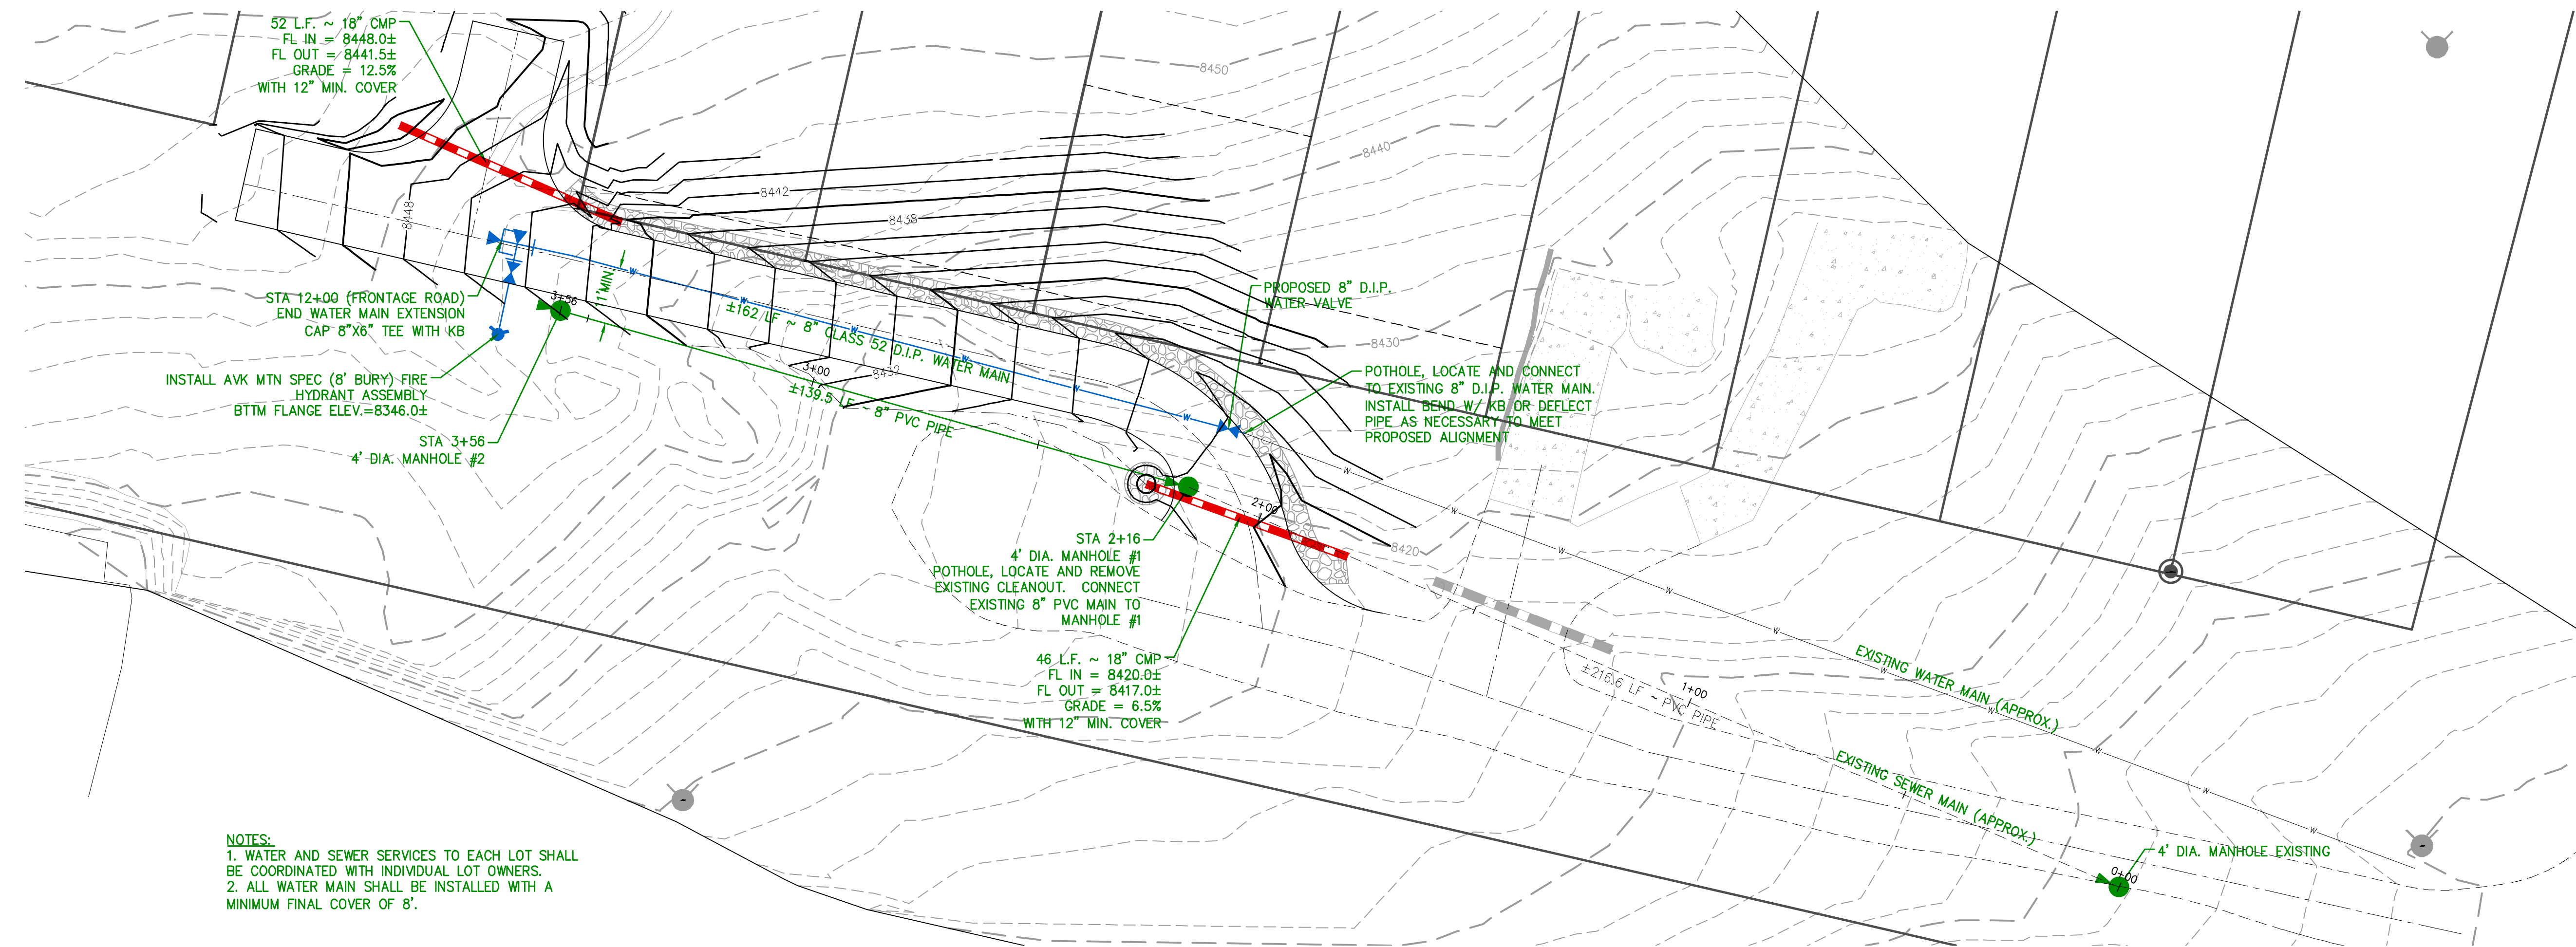 52 L.F. ~ 18" CMP
FL IN = 8448.0±
FL OUT = 8441.5±
GRADE = 12.5%
WITH 12" MIN. COVER
8450
8440
8442
8438
8448
8430
8432
8420
STA 12+00 (FRONTAGE ROAD)
END WATER MAIN EXTENSION
CAP 8"X6" TEE WITH KB
3+56
1' MIN.
W
W
W
W
W
W
±162 LF ~ 8" CLASS 52 D.I.P. WATER MAIN
3+00
±139.5 LF ~ 8" PVC PIPE
INSTALL AVK MTN SPEC (8' BURY) FIRE
HYDRANT ASSEMBLY
BTTM FLANGE ELEV.=8346.0±
STA 3+56
4' DIA. MANHOLE #2
PROPOSED 8" D.I.P.
WATER VALVE
POTHOLE, LOCATE AND CONNECT
TO EXISTING 8" D.I.P. WATER MAIN.
INSTALL BEND W/ KB OR DEFLECT
PIPE AS NECESSARY TO MEET
PROPOSED ALIGNMENT
2+00
STA 2+16
4' DIA. MANHOLE #1
POTHOLE, LOCATE AND REMOVE
EXISTING CLEANOUT. CONNECT
EXISTING 8" PVC MAIN TO
MANHOLE #1
46 L.F. ~ 18" CMP
FL IN = 8420.0±
FL OUT = 8417.0±
GRADE = 6.5%
WITH 12" MIN. COVER
W
W
W
W
W
W
W
W
W
W
1+00
±216.6 LF ~ PVC PIPE
EXISTING WATER MAIN (APPROX.)
EXISTING SEWER MAIN (APPROX.)
4' DIA. MANHOLE EXISTING
0+00
NOTES:
1. WATER AND SEWER SERVICES TO EACH LOT SHALL
BE COORDINATED WITH INDIVIDUAL LOT OWNERS.
2. ALL WATER MAIN SHALL BE INSTALLED WITH A
MINIMUM FINAL COVER OF 8'.